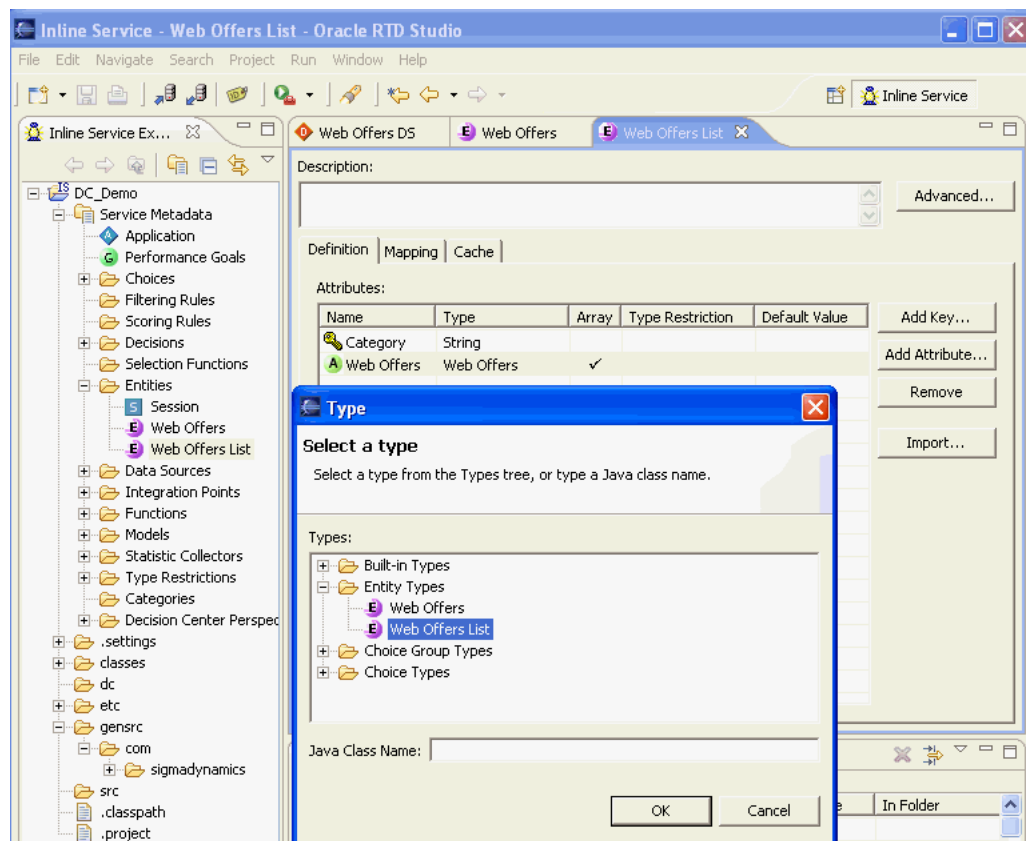 Inline Service - Web Offers List - Oracle RTD Studio
File Edit Navigate Search Project Run Window Help
Inline Service
Inline Service Ex...
Web Offers DS
Web Offers
Web Offers List
DC_Demo
Service Metadata
Application
Performance Goals
Choices
Filtering Rules
Scoring Rules
Decisions
Selection Functions
Entities
Session
Web Offers
Web Offers List
Data Sources
Integration Points
Functions
Models
Statistic Collectors
Type Restrictions
Categories
Decision Center Perspec
.settings
classes
dc
etc
gensrc
com
sigmadynamics
src
.classpath
.project
Description:
Advanced...
Definition Mapping Cache
Attributes:
Name Type Array Type Restriction Default Value
Category String
Web Offers Web Offers
Add Key...
Add Attribute...
Remove
Import...
Type
Select a type
Select a type from the Types tree, or type a Java class name.
Types:
Built-in Types
Entity Types
Web Offers
Web Offers List
Choice Group Types
Choice Types
Java Class Name:
OK Cancel
In Folder